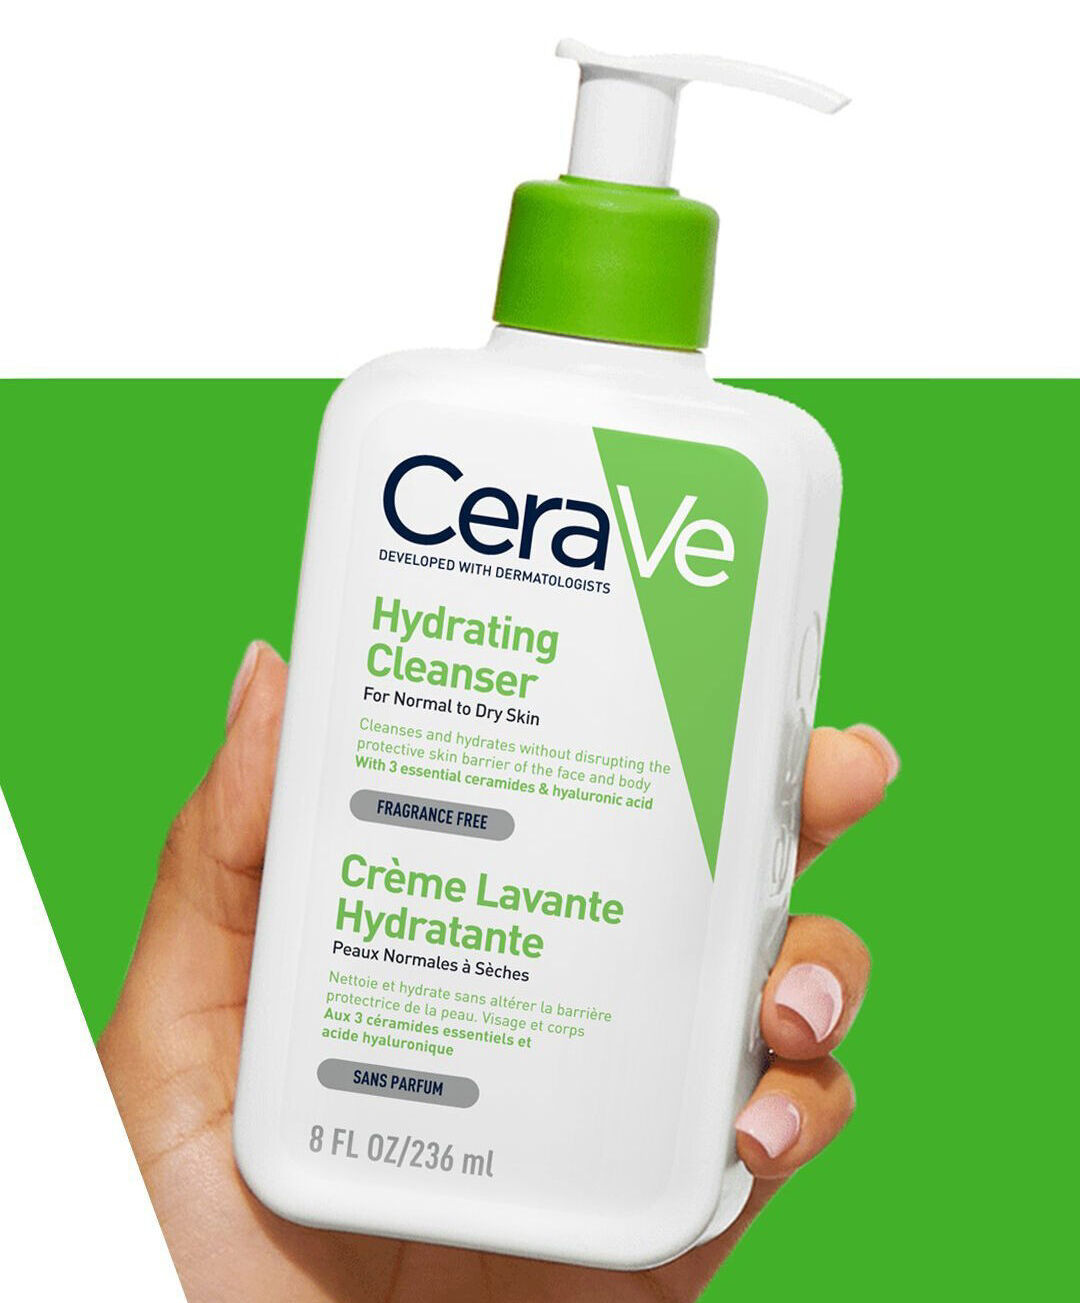 CeraVe
DEVELOPED WITH DERMATOLOGISTS
Hydrating
Cleanser
For Normal to Dry Skin
Cleanses and hydrates without disrupting the
protective skin barrier of the face and body
With 3 essential ceramides & hyaluronic acid
FRAGRANCE FREE
Crème Lavante
Hydratante
Peaux Normales à Sèches
Nettoie et hydrate sans altérer la barrière
protectrice de la peau. Visage et corps
Aux 3 céramides essentiels et
acide hyaluronique
SANS PARFUM
8 FL OZ/236 ml